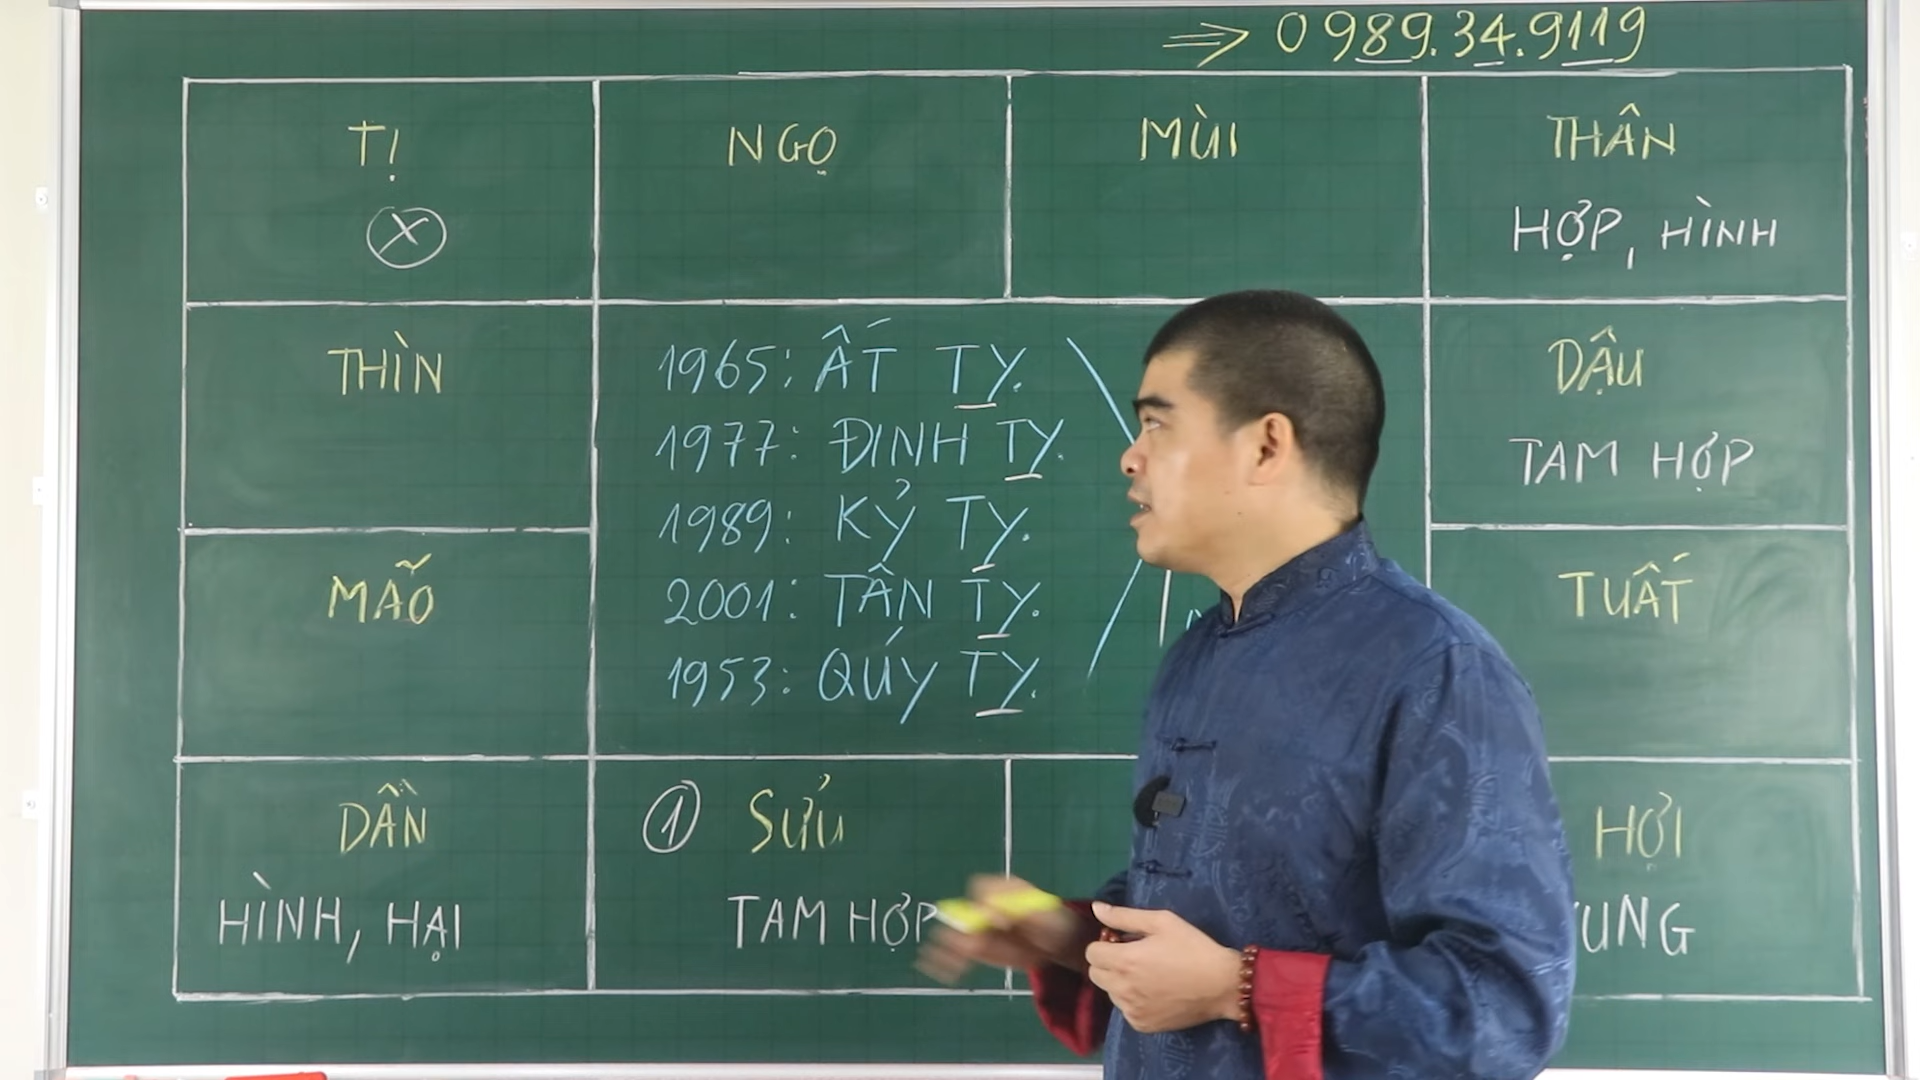 ⇒ 0989.34.9119
TỊ
NGỌ
MÙI
THÂN
Ⓧ
HỢP, HÌNH
THÌN
1965: ẤT TỴ.
DẬU
1977: ĐINH TỴ.
TAM HỢP
1989: KỶ TỴ.
MÃO
2001: TÂN TỴ.
TUẤT
1953: QUÝ TỴ.
DẦN
① SỬU
HỢI
HÌNH, HẠI
TAM HỢP
UNG